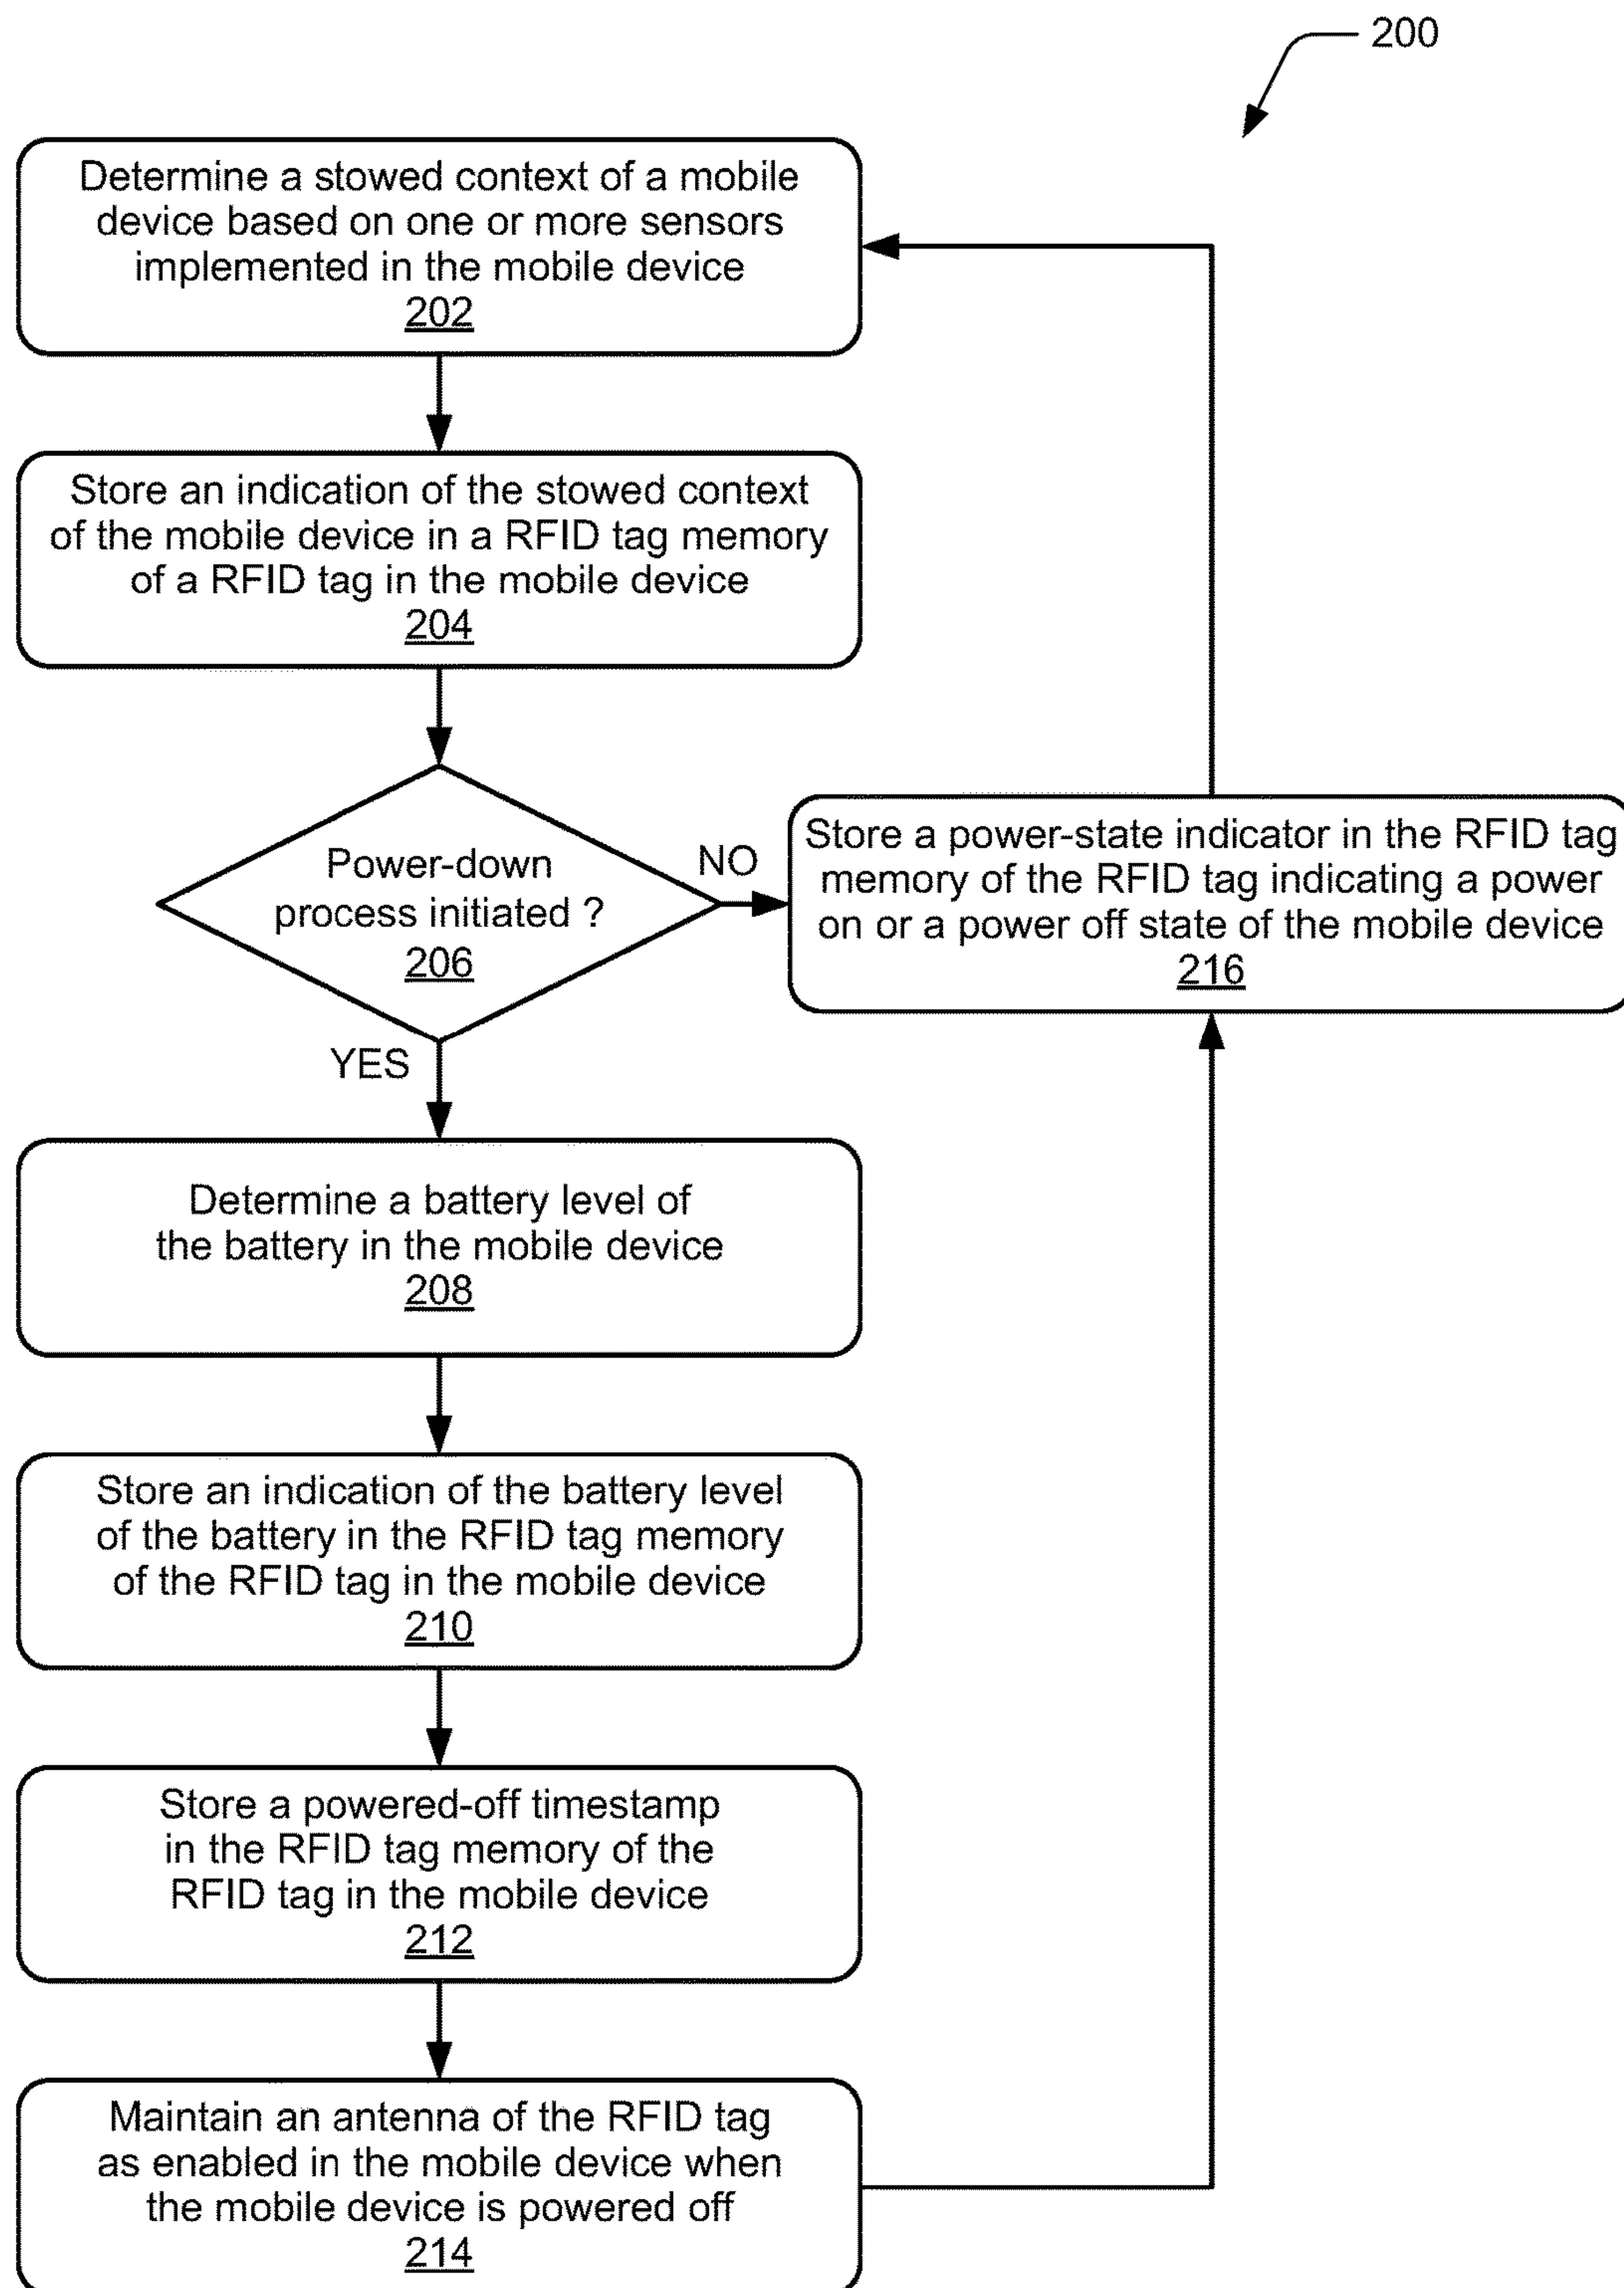 200
Determine a stowed context of a mobile
device based on one or more sensors
implemented in the mobile device
202
Store an indication of the stowed context
of the mobile device in a RFID tag memory
of a RFID tag in the mobile device
204
Power-down
process initiated ?
206
NO
YES
Store a power-state indicator in the RFID tag
memory of the RFID tag indicating a power
on or a power off state of the mobile device
216
Determine a battery level of
the battery in the mobile device
208
Store an indication of the battery level
of the battery in the RFID tag memory
of the RFID tag in the mobile device
210
Store a powered-off timestamp
in the RFID tag memory of the
RFID tag in the mobile device
212
Maintain an antenna of the RFID tag
as enabled in the mobile device when
the mobile device is powered off
214